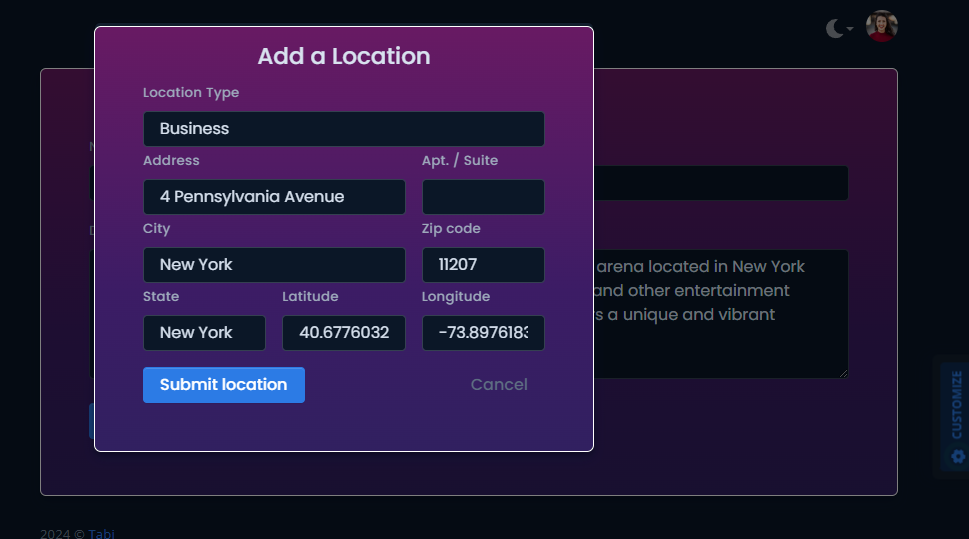 Add a Location
Location Type
Business
Address Apt. / Suite
4 Pennsylvania Avenue
City Zip code
New York 11207
State Latitude Longitude
New York 40.6776032 -73.8976183
Submit location Cancel
arena located in New York
and other entertainment
s a unique and vibrant
CUSTOMIZE
2024 © Tabi